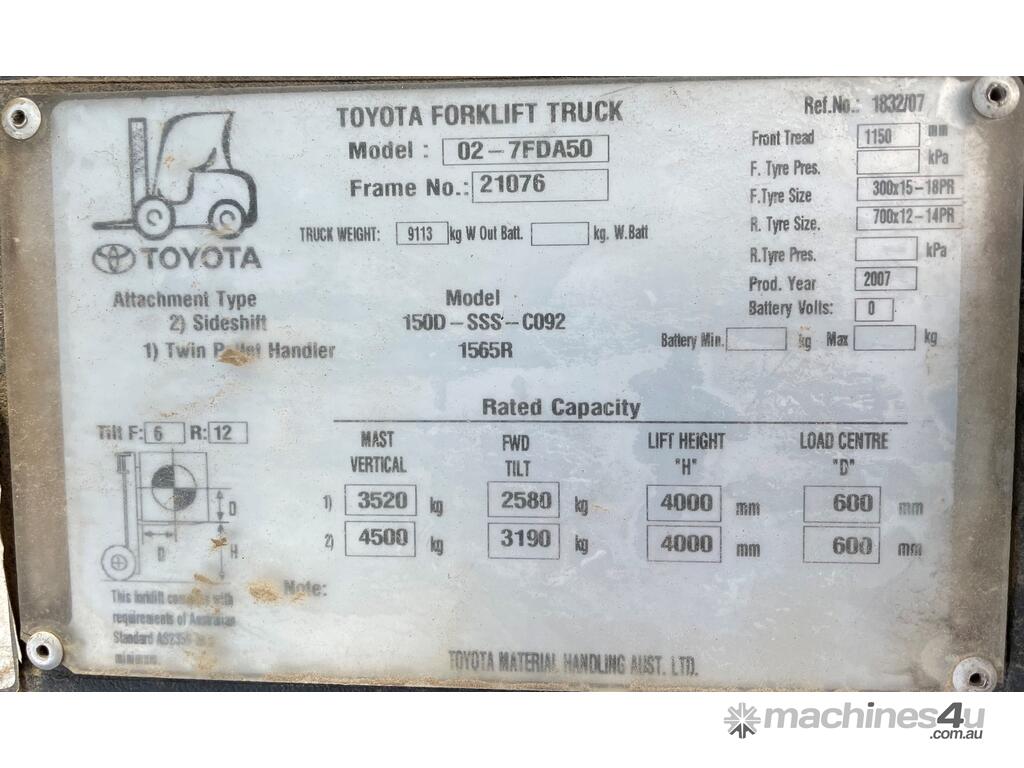 TOYOTA FORKLIFT TRUCK
Ref.No.: 1832/07
Model : 02-7FDA50
Frame No.: 21076
TRUCK WEIGHT: 9113 kg W Out Batt. kg. W.Batt
Front Tread 1150 mm
F. Tyre Pres. kPa
F.Tyre Size 300x15-18PR
R. Tyre Size. 700x12-14PR
R.Tyre Pres. kPa
Prod. Year 2007
Battery Volts: 0
Battery Min. kg Max kg
TOYOTA
Attachment Type Model
2) Sideshift 150D-SSS-C092
1) Twin Pallet Handler 1565R
Rated Capacity
Tilt F: 6 R: 12
MAST VERTICAL
FWD TILT
LIFT HEIGHT "H"
LOAD CENTRE "D"
1) 3520 kg 2580 kg 4000 mm 600 mm
2) 4500 kg 3190 kg 4000 mm 600 mm
D
D
H
Note:
This forklift complies with
requirements of Australian
Standard
TOYOTA MATERIAL HANDLING AUST. LTD.
machines4u
.com.au